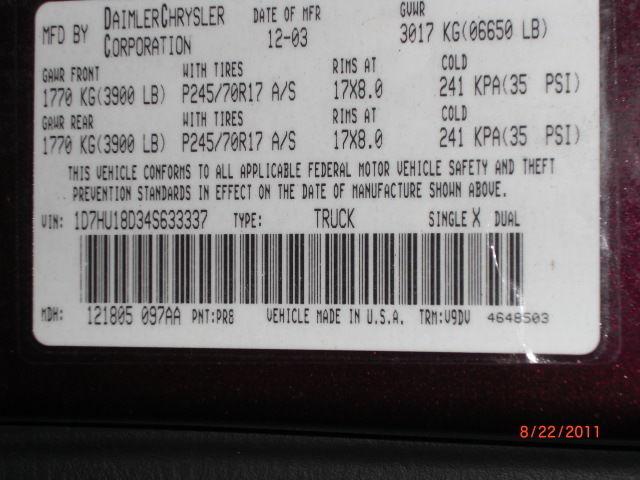 MFD BY DAIMLERCHRYSLER CORPORATION DATE OF MFR 12-03 GVWR 3017 KG(06650 LB)
GAWR FRONT WITH TIRES RIMS AT COLD
1770 KG(3900 LB) P245/70R17 A/S 17X8.0 241 KPA(35 PSI)
GAWR REAR WITH TIRES RIMS AT COLD
1770 KG(3900 LB) P245/70R17 A/S 17X8.0 241 KPA(35 PSI)
THIS VEHICLE CONFORMS TO ALL APPLICABLE FEDERAL MOTOR VEHICLE SAFETY AND THEFT
PREVENTION STANDARDS IN EFFECT ON THE DATE OF MANUFACTURE SHOWN ABOVE.
VIN: 1D7HU18D34S633337 TYPE: TRUCK SINGLE X DUAL
MDH: 121805 097AA PNT:PR8 VEHICLE MADE IN U.S.A. TRM:V9DV 4648503
8/22/2011